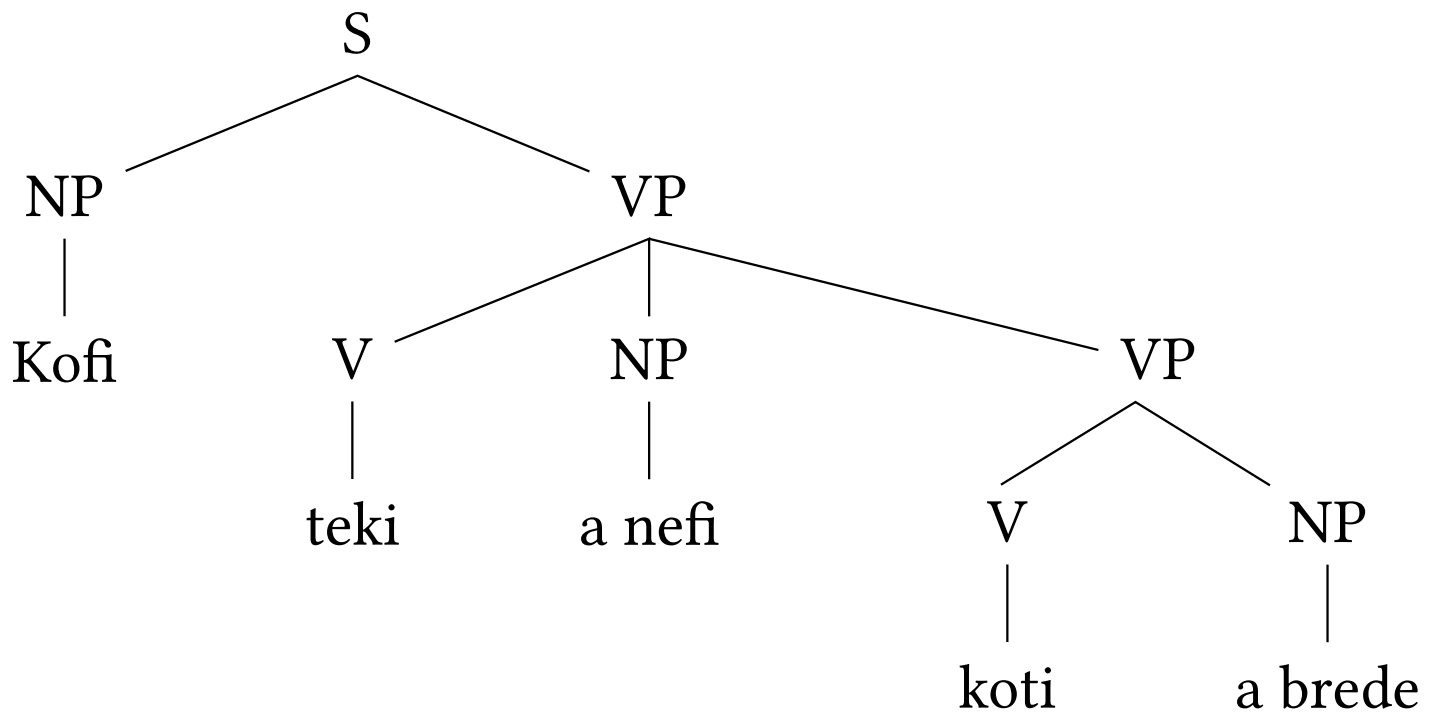 S
NP VP
Kofi V NP VP
teki a nefi V NP
koti a brede